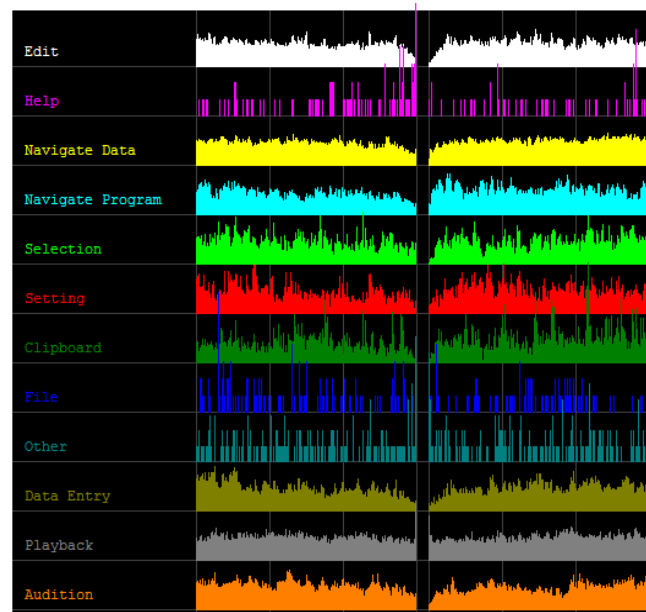 Edit
Help
Navigate Data
Navigate Program
Selection
Setting
Clipboard
File
Other
Data Entry
Playback
Audition